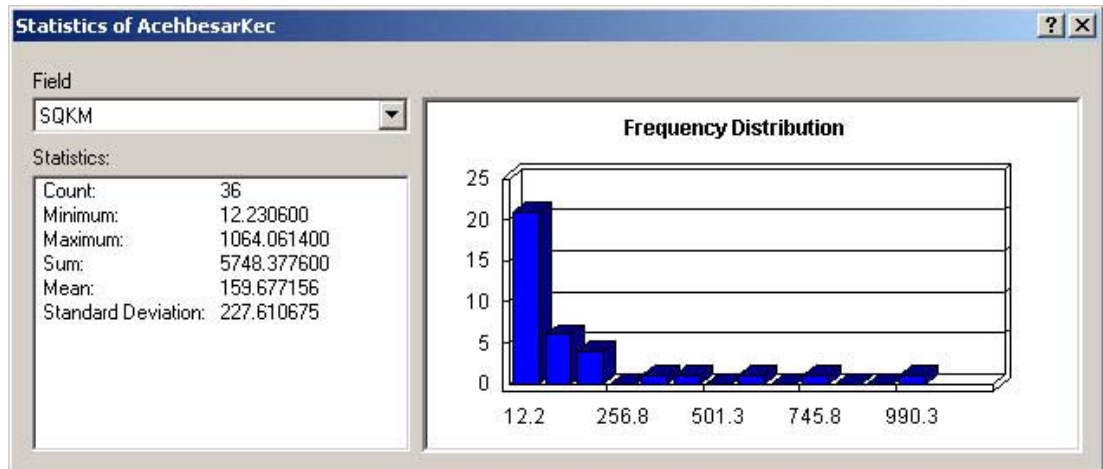 Statistics of AcehbesarKec
Field
SQKM
Statistics:
Count: 36
Minimum: 12.230600
Maximum: 1064.061400
Sum: 5748.377600
Mean: 159.677156
Standard Deviation: 227.610675
Frequency Distribution
25
20
15
10
5
0
12.2 256.8 501.3 745.8 990.3